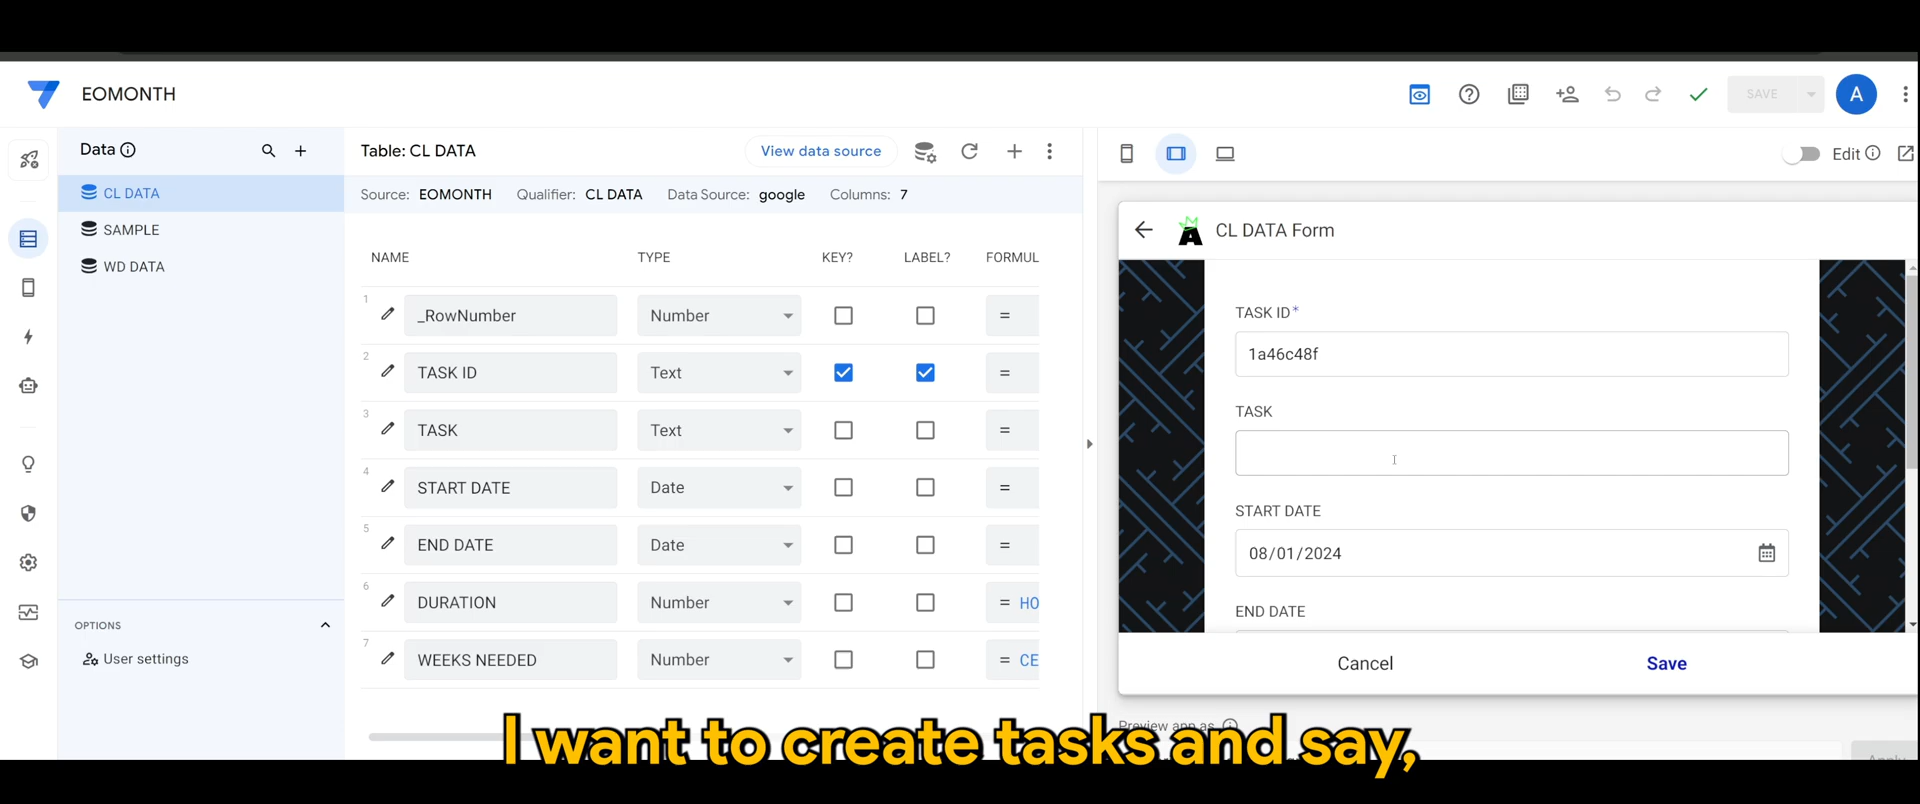 EOMONTH
SAVE
A
Data
CL DATA
SAMPLE
WD DATA
OPTIONS
User settings
Table: CL DATA
View data source
Source: EOMONTH Qualifier: CL DATA Data Source: google Columns: 7
NAME TYPE KEY? LABEL? FORMUL
1 _RowNumber Number =
2 TASK ID Text =
3 TASK Text =
4 START DATE Date =
5 END DATE Date =
6 DURATION Number = HO
7 WEEKS NEEDED Number = CE
Edit
CL DATA Form
TASK ID*
1a46c48f
TASK
START DATE
08/01/2024
END DATE
Cancel Save
Preview app as
Apply
I want to create tasks and say,